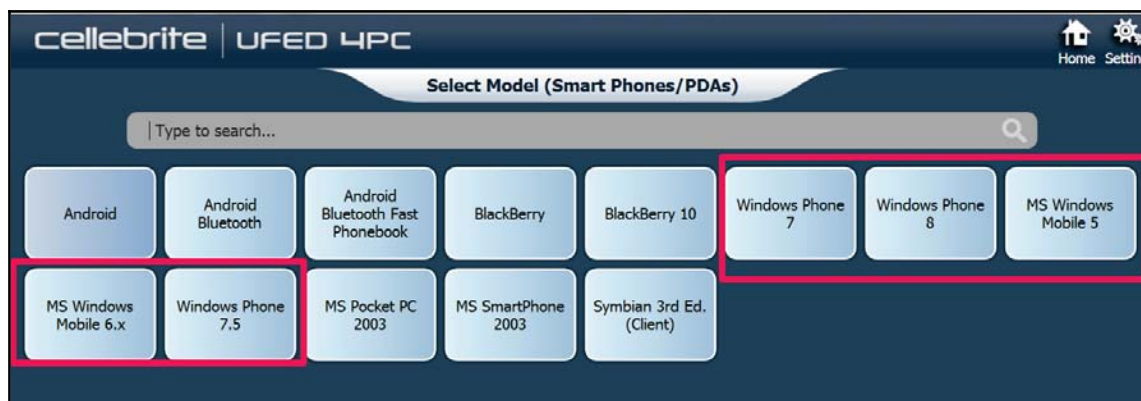 cellebrite | UFED 4PC
Home Settin
Select Model (Smart Phones/PDAs)
Type to search...
Android
Android
Bluetooth
Android
Bluetooth Fast
Phonebook
BlackBerry
BlackBerry 10
Windows Phone
7
Windows Phone
8
MS Windows
Mobile 5
MS Windows
Mobile 6.x
Windows Phone
7.5
MS Pocket PC
2003
MS SmartPhone
2003
Symbian 3rd Ed.
(Client)